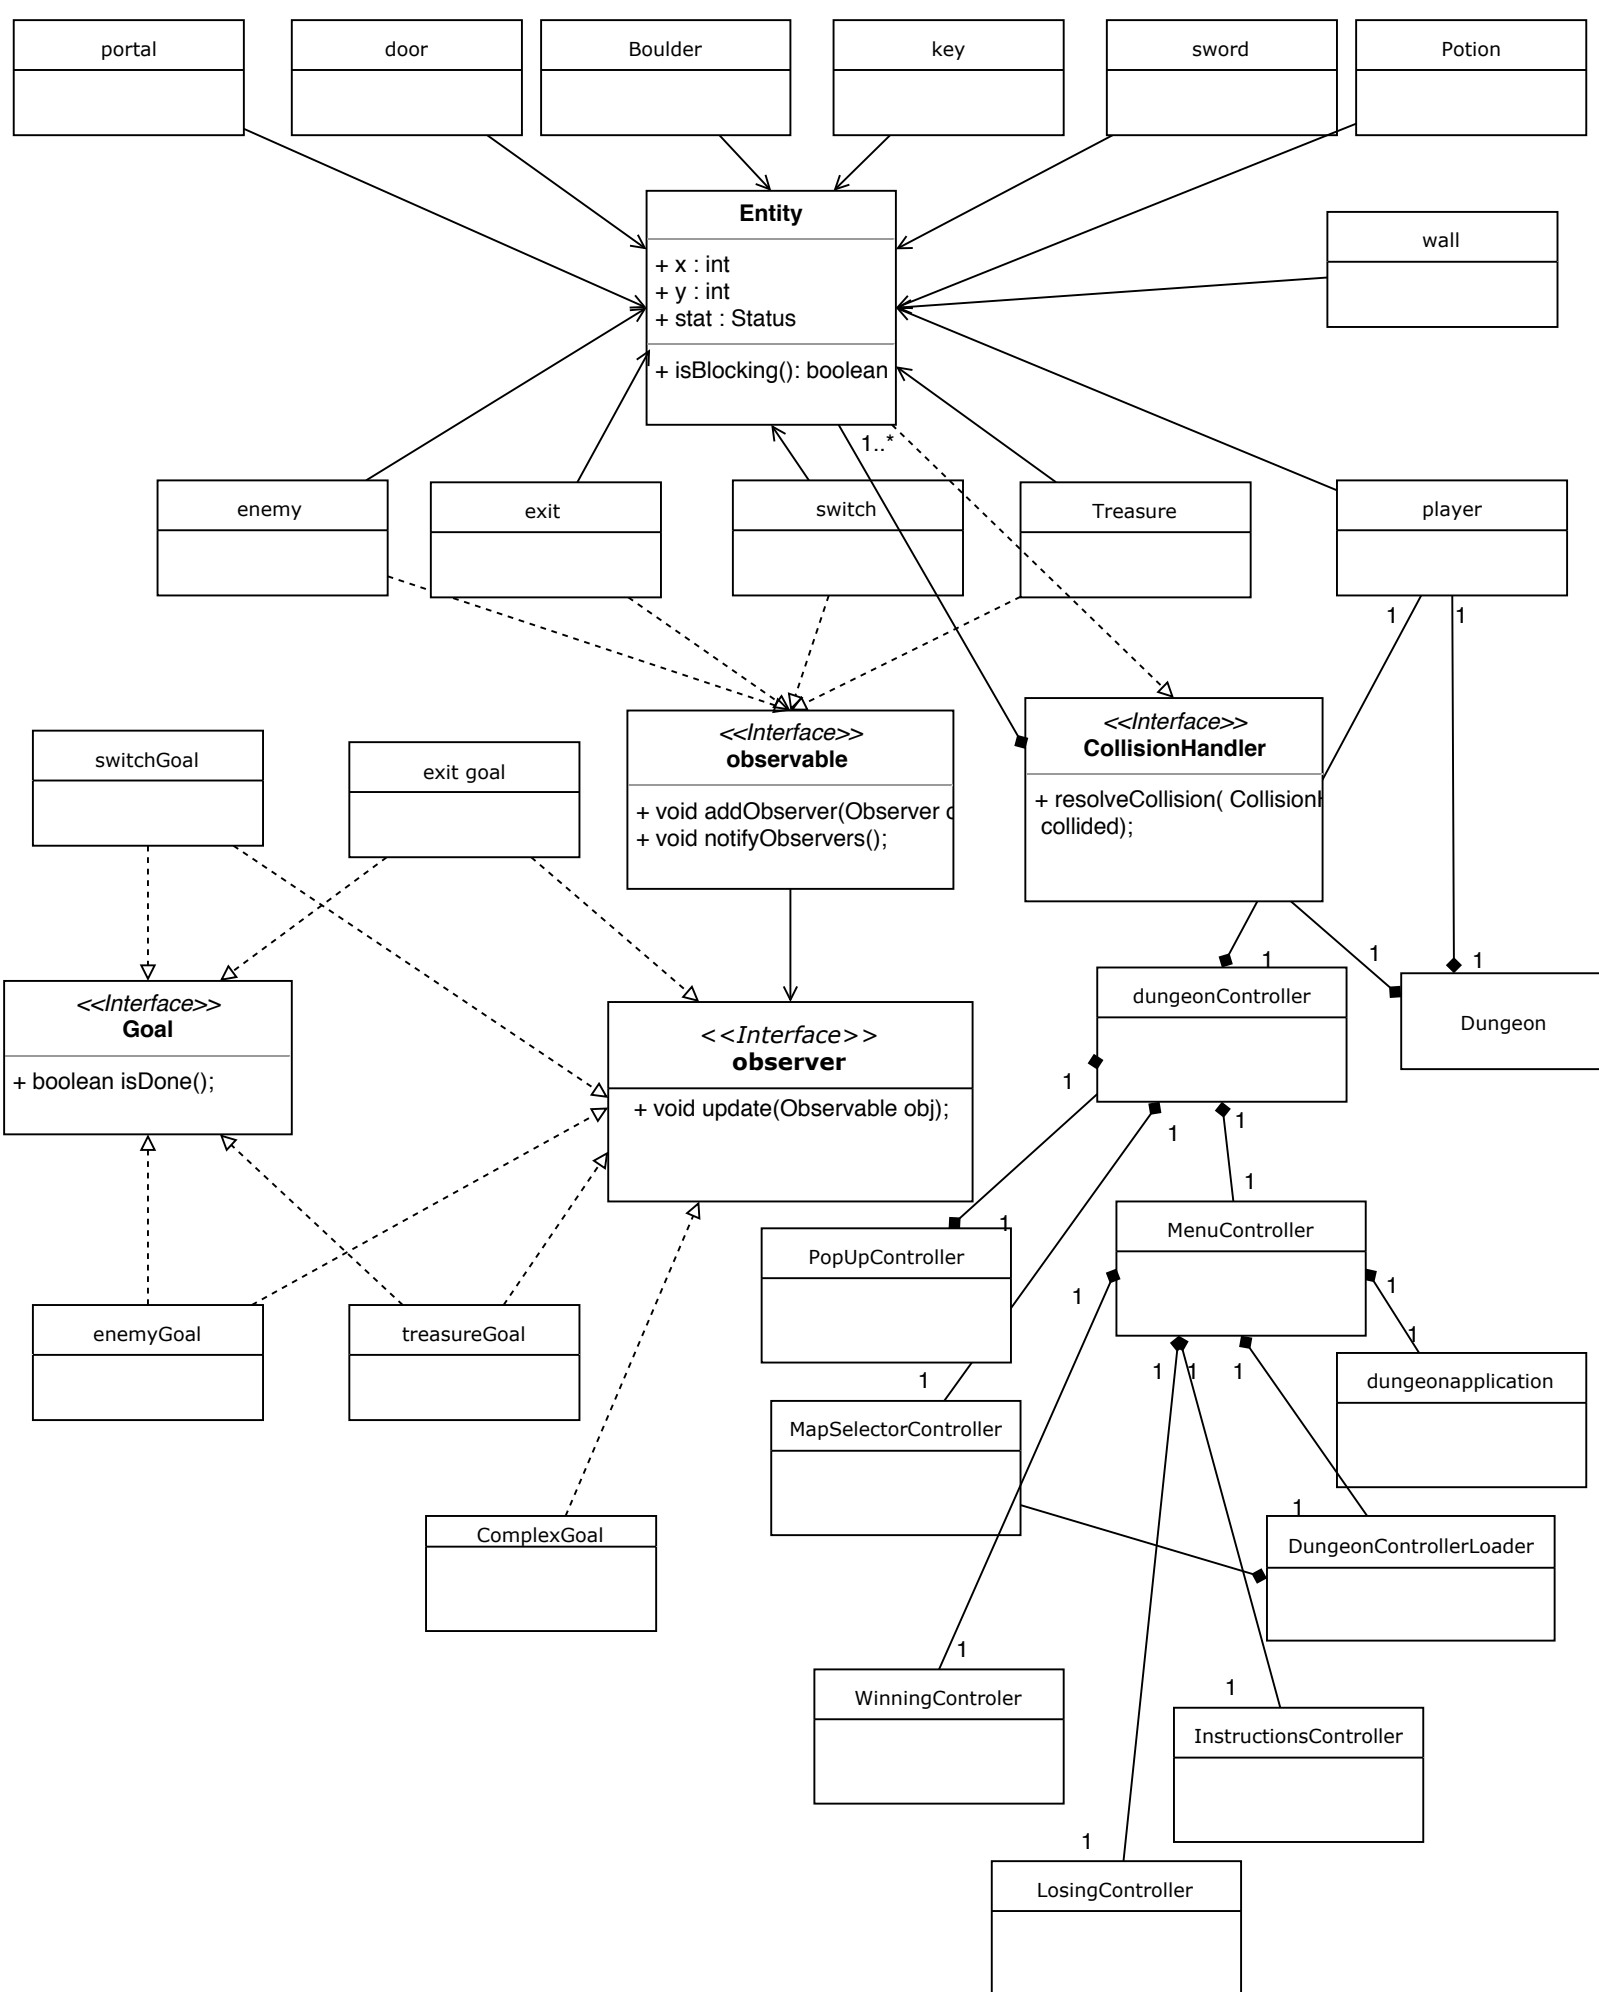 portal
door
Boulder
key
sword
Potion
Entity
+ x : int
+ y : int
+ stat : Status
+ isBlocking(): boolean
wall
1..*
enemy
exit
switch
Treasure
player
1
1
switchGoal
exit goal
<<Interface>>
observable
+ void addObserver(Observer
+ void notifyObservers();
<<Interface>>
CollisionHandler
+ resolveCollision( Collision
collided);
1
1
1
<<Interface>>
Goal
+ boolean isDone();
<<Interface>>
observer
+ void update(Observable obj);
dungeonController
Dungeon
1
1
1
1
1
MenuController
PopUpController
1
1
1
enemyGoal
treasureGoal
1
1
1
1
dungeonapplication
MapSelectorController
1
ComplexGoal
DungeonControllerLoader
1
WinningControler
1
InstructionsController
1
LosingController